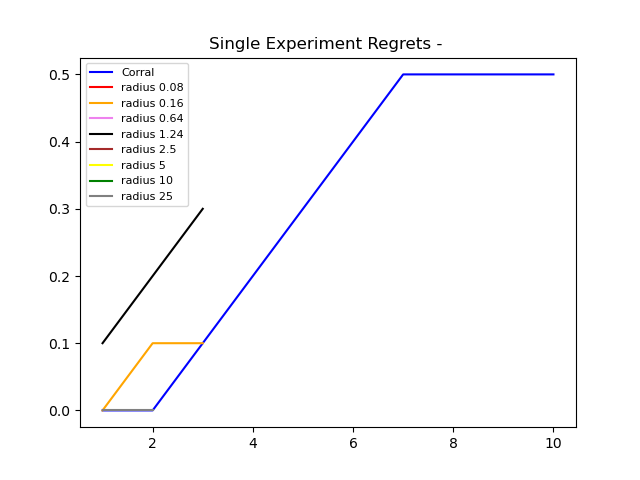 Single Experiment Regrets -
Corral
radius 0.08
radius 0.16
radius 0.64
radius 1.24
radius 2.5
radius 5
radius 10
radius 25
0.5
0.4
0.3
0.2
0.1
0.0
2 4 6 8 10